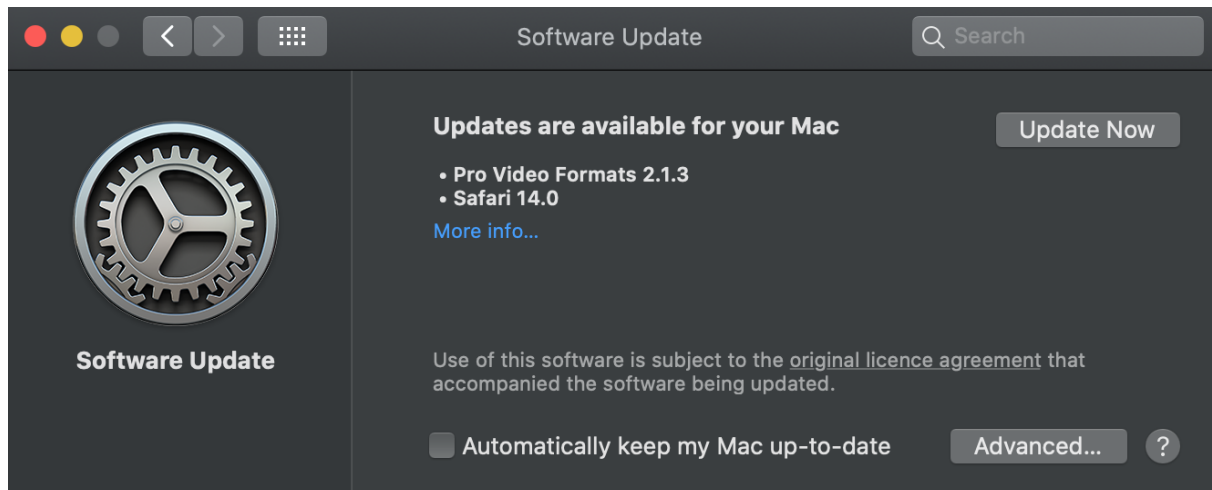 Software Update
Search
Updates are available for your Mac
Update Now
• Pro Video Formats 2.1.3
• Safari 14.0
More info...
Software Update
Use of this software is subject to the original licence agreement that
accompanied the software being updated.
Automatically keep my Mac up-to-date
Advanced...
?